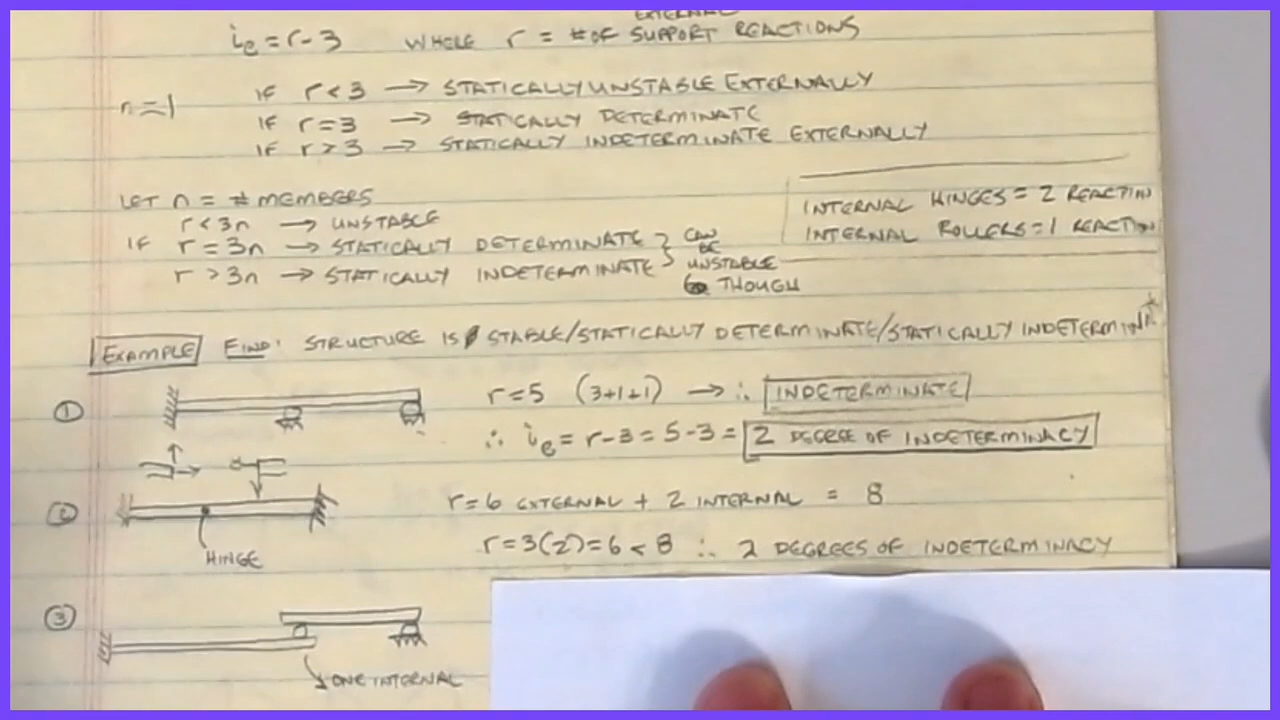 EXTERNAL
ie = r - 3 WHERE r = # OF SUPPORT REACTIONS
n = 1
IF r < 3 → STATICALLY UNSTABLE EXTERNALLY
IF r = 3 → STATICALLY DETERMINATE
IF r > 3 → STATICALLY INDETERMINATE EXTERNALLY
LET n = # MEMBERS
r < 3n → UNSTABLE
IF r = 3n → STATICALLY DETERMINATE } CAN BE
r > 3n → STATICALLY INDETERMINATE UNSTABLE
THOUGH
INTERNAL HINGES = 2 REACTION
INTERNAL ROLLERS = 1 REACTION
EXAMPLE FIND: STRUCTURE IS STABLE/STATICALLY DETERMINATE/STATICALLY INDETERMINAT
① r = 5 (3+1+1) → ∴ INDETERMINATE
∴ ie = r - 3 = 5 - 3 = 2 DEGREE OF INDETERMINACY
② r = 6 EXTERNAL + 2 INTERNAL = 8
HINGE
r = 3(2) = 6 < 8 ∴ 2 DEGREES OF INDETERMINACY
③
ONE INTERNAL